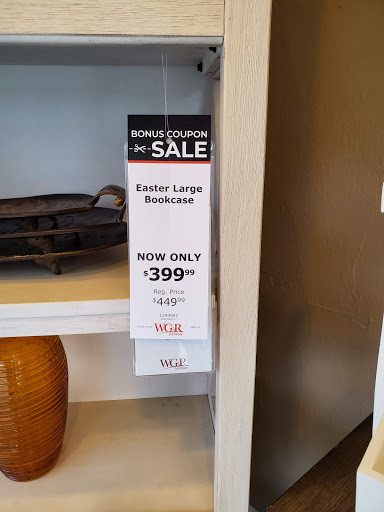 BONUS COUPON
SALE
Easter Large
Bookcase
NOW ONLY
$399.99
Reg. Price
$449.99
WGR
WGR